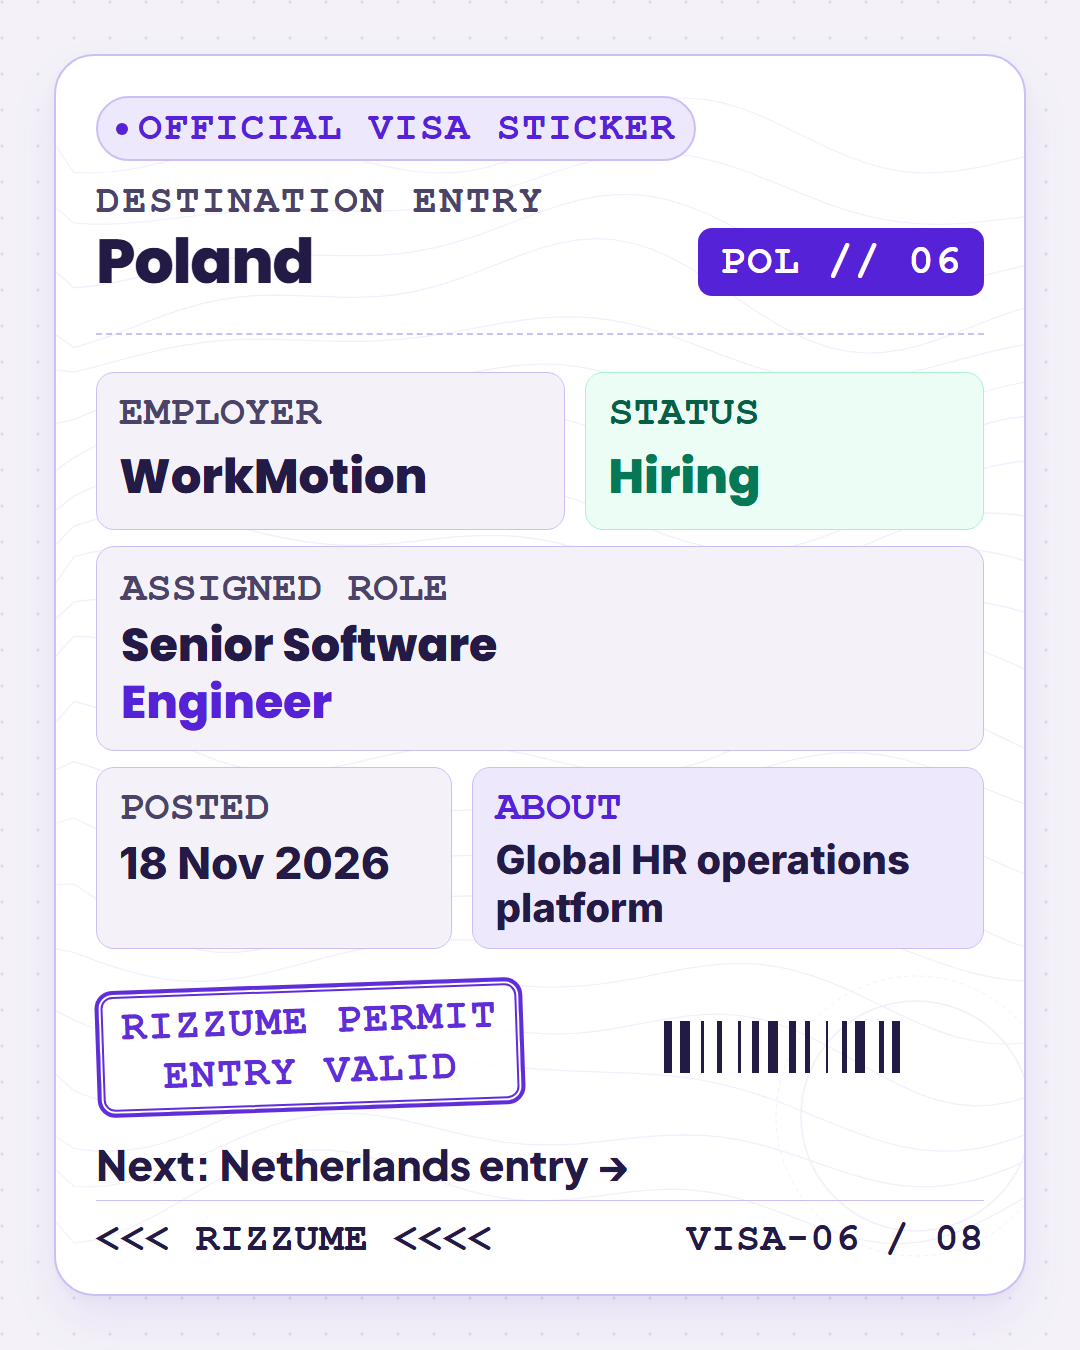 OFFICIAL VISA STICKER
DESTINATION ENTRY
Poland
POL // 06
EMPLOYER
WorkMotion
STATUS
Hiring
ASSIGNED ROLE
Senior Software
Engineer
POSTED
18 Nov 2026
ABOUT
Global HR operations
platform
RIZZUME PERMIT
ENTRY VALID
Next: Netherlands entry →
<<< RIZZUME <<<<
VISA-06 / 08